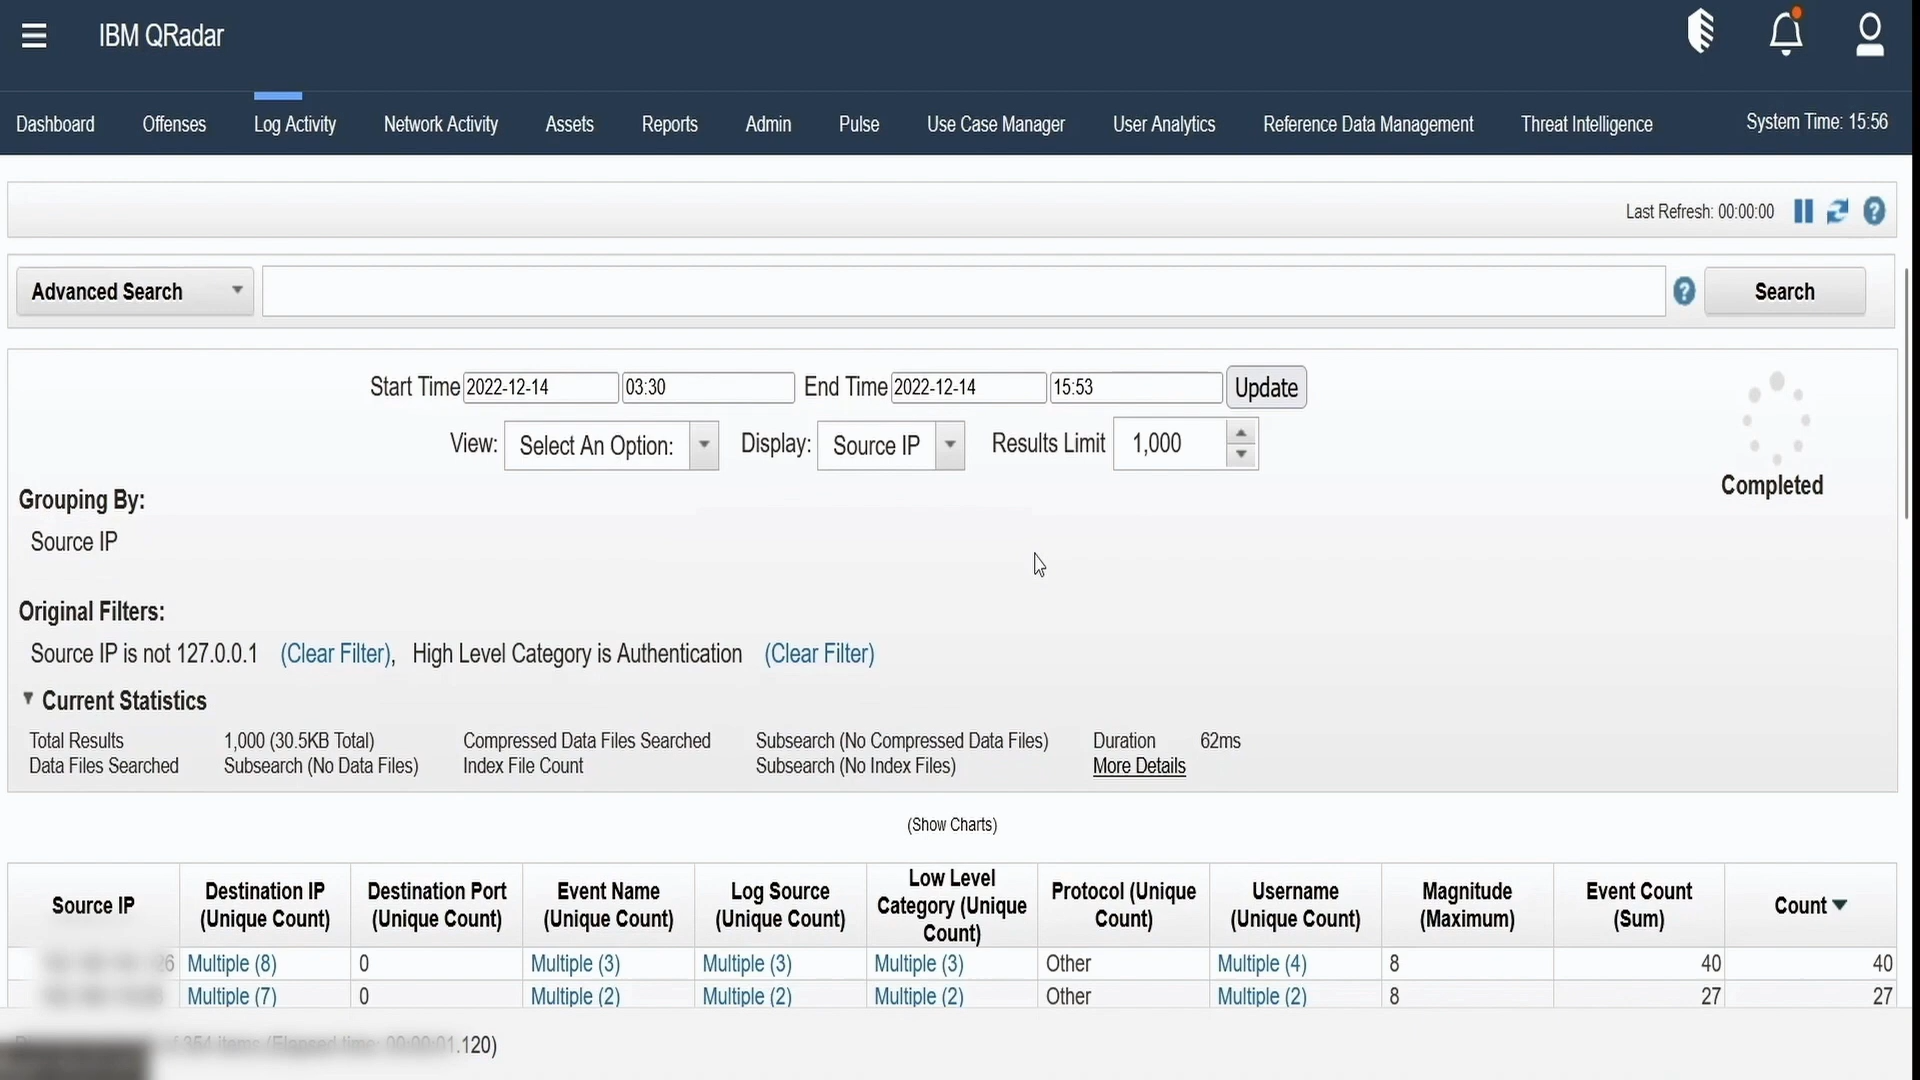 IBM QRadar
Dashboard Offenses Log Activity Network Activity Assets Reports Admin Pulse Use Case Manager User Analytics Reference Data Management Threat Intelligence System Time: 15:56
Last Refresh: 00:00:00
Advanced Search Search
Start Time 2022-12-14 03:30 End Time 2022-12-14 15:53 Update
View: Select An Option: Display: Source IP Results Limit 1,000
Completed
Grouping By:
Source IP
Original Filters:
Source IP is not 127.0.0.1 (Clear Filter), High Level Category is Authentication (Clear Filter)
Current Statistics
Total Results 1,000 (30.5KB Total) Compressed Data Files Searched Subsearch (No Compressed Data Files) Duration 62ms
Data Files Searched Subsearch (No Data Files) Index File Count Subsearch (No Index Files) More Details
(Show Charts)
Source IP Destination IP (Unique Count) Destination Port (Unique Count) Event Name (Unique Count) Log Source (Unique Count) Low Level Category (Unique Count) Protocol (Unique Count) Username (Unique Count) Magnitude (Maximum) Event Count (Sum) Count
Multiple (8) 0 Multiple (3) Multiple (3) Multiple (3) Other Multiple (4) 8 40 40
Multiple (7) 0 Multiple (2) Multiple (2) Multiple (2) Other Multiple (2) 8 27 27
354 items (Elapsed time: 00:00:01.120)